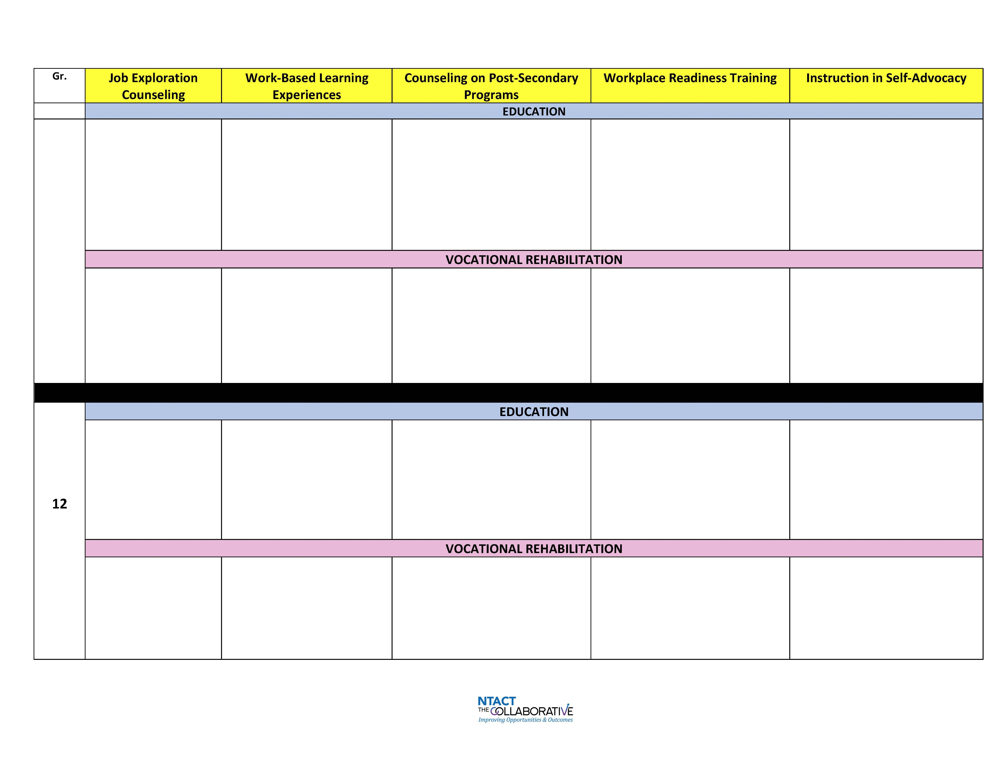 Gr.
Job Exploration
Counseling
Work-Based Learning
Experiences
Counseling on Post-Secondary
Programs
Workplace Readiness Training
Instruction in Self-Advocacy
EDUCATION
VOCATIONAL REHABILITATION
EDUCATION
12
VOCATIONAL REHABILITATION
NTACT
THE COLLABORATIVE
Improving Opportunities & Outcomes